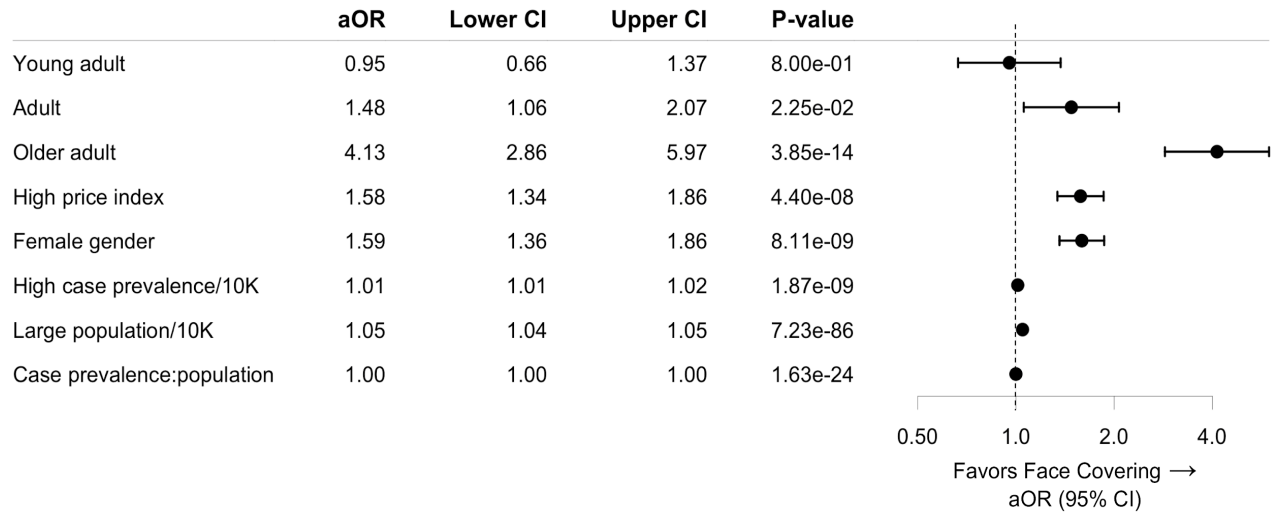 aOR Lower CI Upper CI P-value
Young adult 0.95 0.66 1.37 8.00e-01
Adult 1.48 1.06 2.07 2.25e-02
Older adult 4.13 2.86 5.97 3.85e-14
High price index 1.58 1.34 1.86 4.40e-08
Female gender 1.59 1.36 1.86 8.11e-09
High case prevalence/10K 1.01 1.01 1.02 1.87e-09
Large population/10K 1.05 1.04 1.05 7.23e-86
Case prevalence:population 1.00 1.00 1.00 1.63e-24
0.50 1.0 2.0 4.0
Favors Face Covering →
aOR (95% CI)